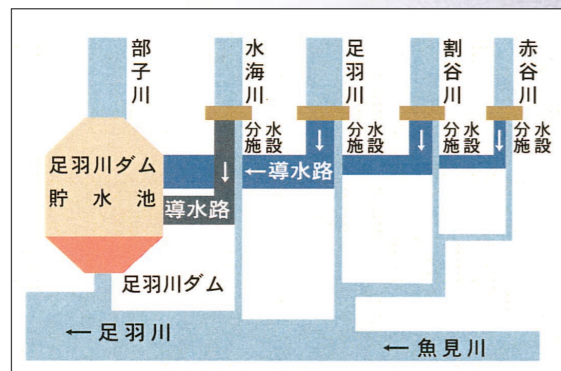 部子川
水海川
足羽川
割谷川
赤谷川
分水施設
分水施設
分水施設
分水施設
足羽川ダム
貯水池
←導水路
導水路
足羽川ダム
←足羽川
←魚見川